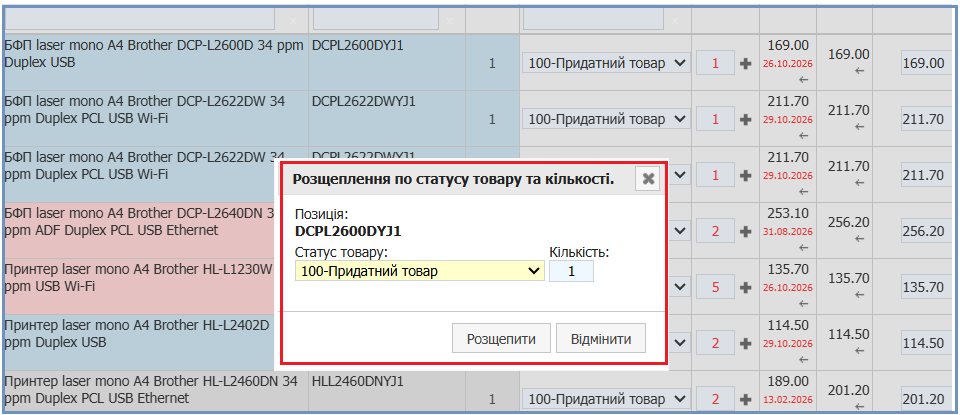 БФП laser mono A4 Brother DCP-L2600D 34 ppm
Duplex USB
DCPL2600DYJ1
1
100-Придатний товар
1
169.00
26.10.2026
←
169.00
←
169.00
БФП laser mono A4 Brother DCP-L2622DW 34
ppm Duplex PCL USB Wi-Fi
DCPL2622DWYJ1
1
100-Придатний товар
1
211.70
29.10.2026
←
211.70
←
211.70
БФП laser mono A4 Brother DCP-L2622DW 34
ppm Duplex PCL USB Wi-Fi
DCPL2622DWYJ1
1
211.70
29.10.2026
←
211.70
←
211.70
БФП laser mono A4 Brother DCP-L2640DN 3
ppm ADF Duplex PCL USB Ethernet
2
253.10
31.08.2026
←
256.20
←
256.20
Принтер laser mono A4 Brother HL-L1230W
ppm USB Wi-Fi
5
135.70
26.10.2026
←
135.70
←
135.70
Принтер laser mono A4 Brother HL-L2402D
ppm Duplex USB
2
114.50
29.10.2026
←
114.50
←
114.50
Принтер laser mono A4 Brother HL-L2460DN 34
ppm Duplex PCL USB Ethernet
HLL2460DNYJ1
1
100-Придатний товар
2
189.00
13.02.2026
←
201.20
←
201.20
Розщеплення по статусу товару та кількості.
Позиція:
DCPL2600DYJ1
Статус товару: Кількість:
100-Придатний товар 1
Розщепити Відмінити